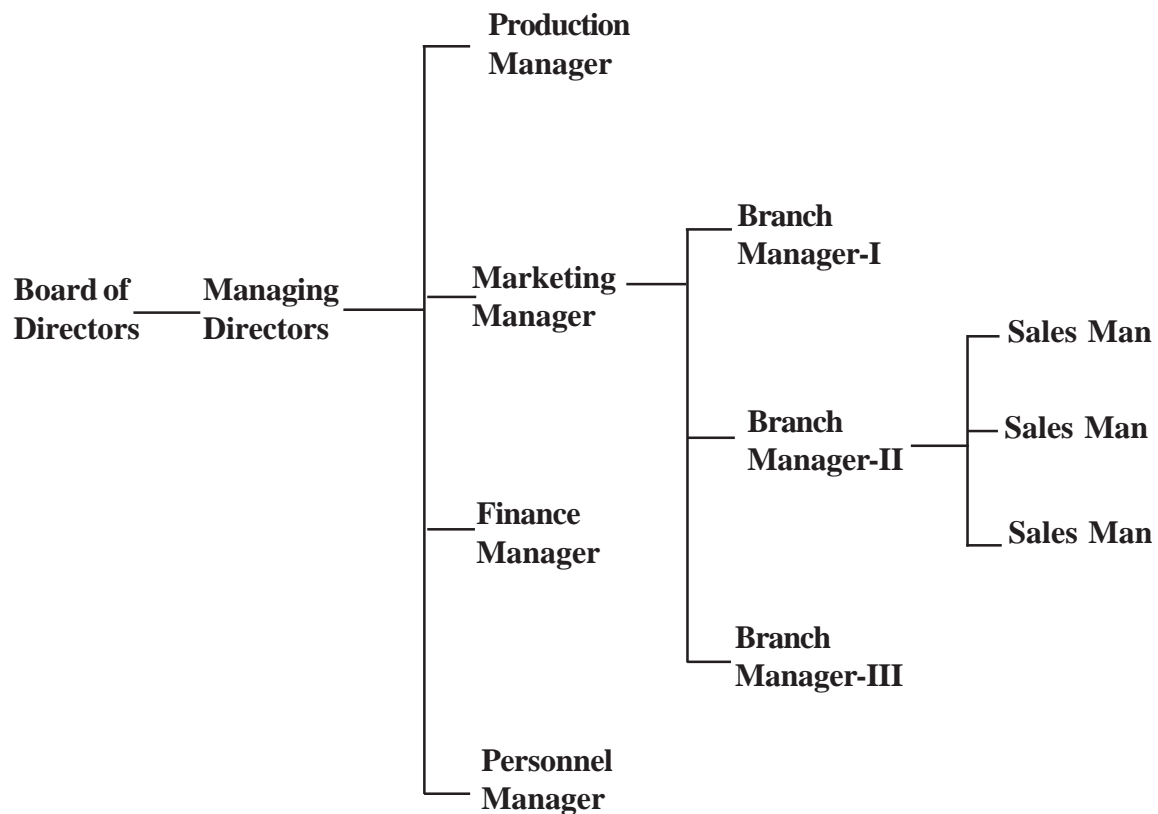 Production
Manager
Branch
Manager-I
Board of
Directors
Managing
Directors
Marketing
Manager
Sales Man
Branch
Manager-II
Sales Man
Finance
Manager
Sales Man
Branch
Manager-III
Personnel
Manager